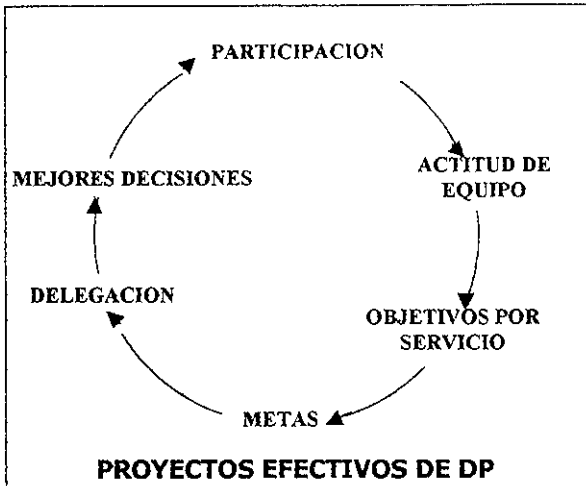 PARTICIPACION
ACTITUD DE
EQUIPO
OBJETIVOS POR
SERVICIO
METAS
DELEGACION
MEJORES DECISIONES
PROYECTOS EFECTIVOS DE DP